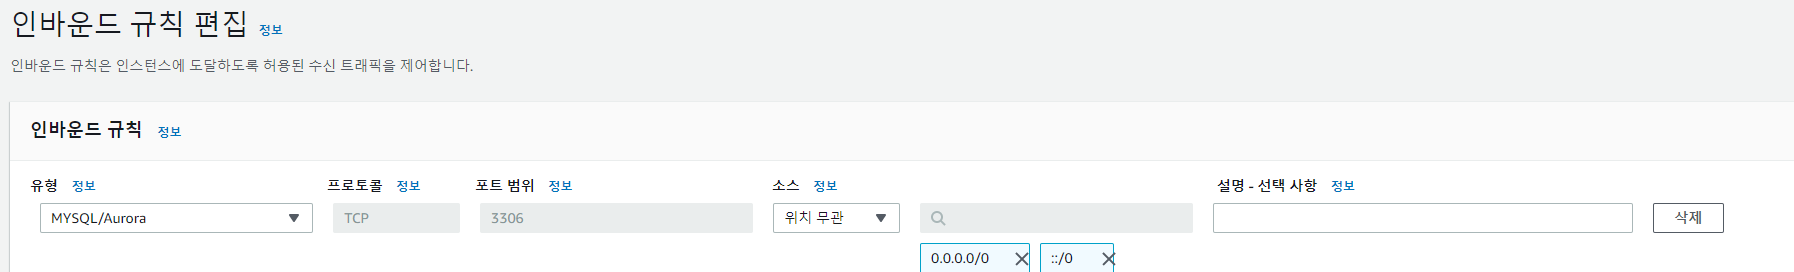 인바운드 규칙 편집 정보
인바운드 규칙은 인스턴스에 도달하도록 허용된 수신 트래픽을 제어합니다.
인바운드 규칙 정보
유형 정보 프로토콜 정보 포트 범위 정보 소스 정보 설명 - 선택 사항 정보
MYSQL/Aurora TCP 3306 위치 무관 삭제
0.0.0.0/0 ::/0